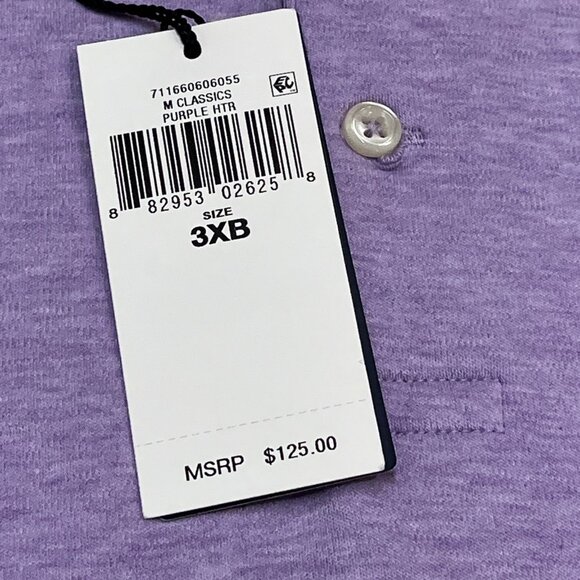 711660606055
M CLASSICS
PURPLE HTR
8 82953 02625 8
SIZE
3XB
MSRP $125.00